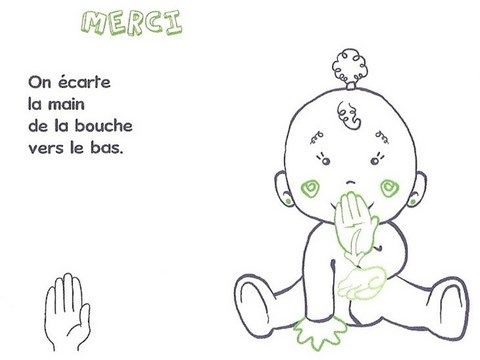 MERCI
On écarte
la main
de la bouche
vers le bas.